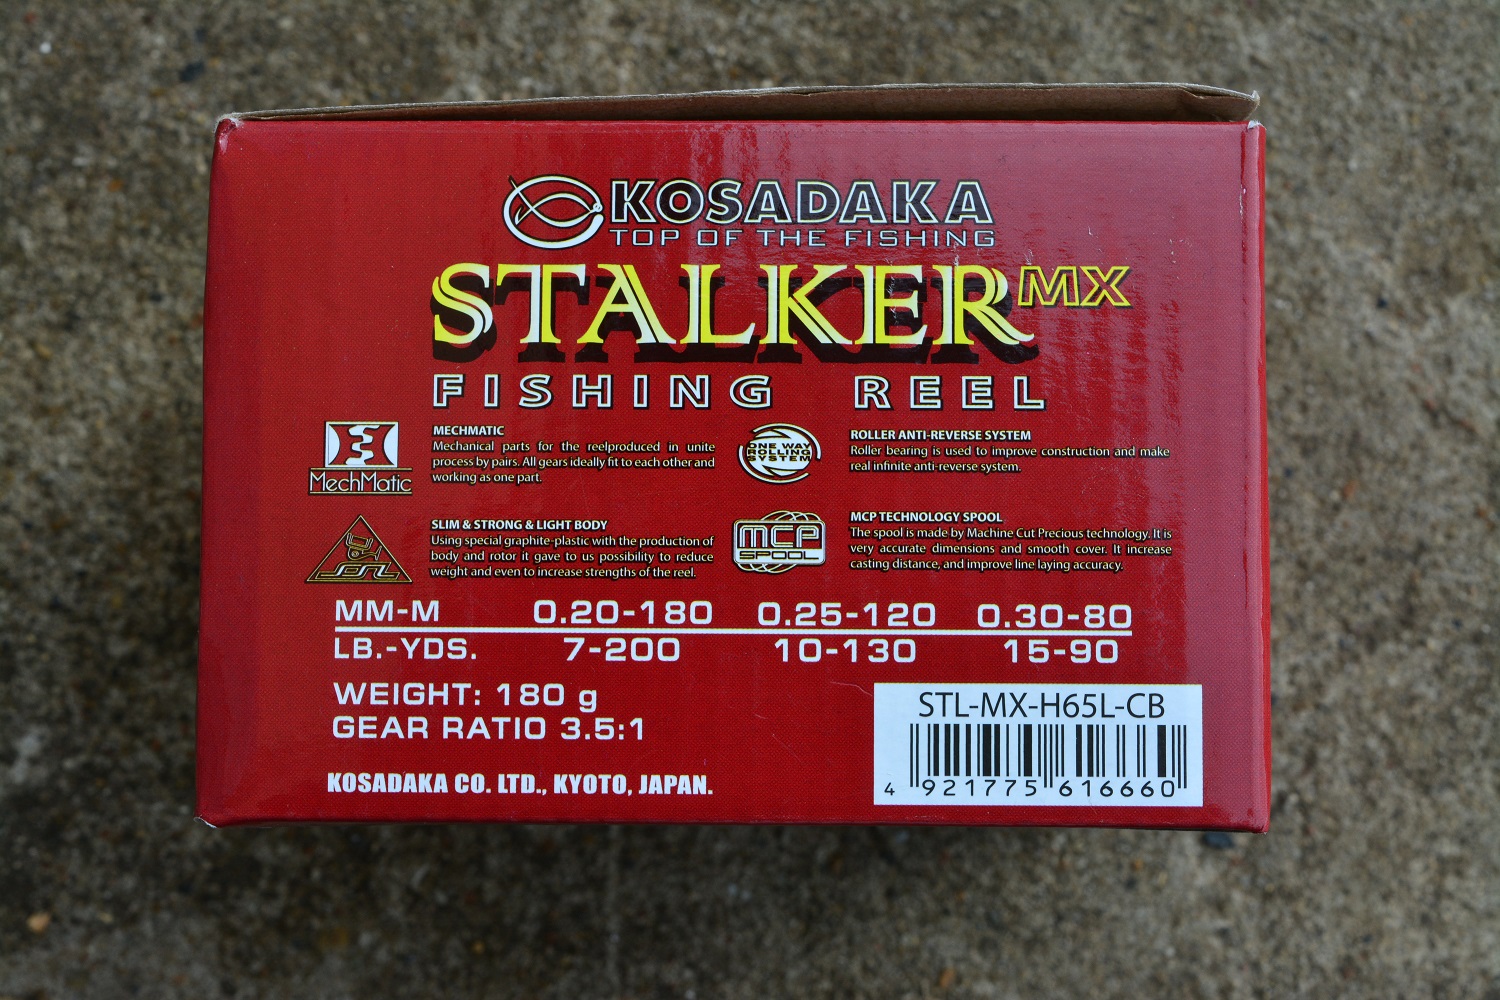 KOSADAKA
TOP OF THE FISHING
STALKER MX
FISHING REEL
MechMatic
MECHMATIC
Mechanical parts for the reelproduced in unite
process by pairs. All gears ideally fit to each other and
working as one part.
ONE WAY
ROLLING
SYSTEM
ROLLER ANTI-REVERSE SYSTEM
Roller bearing is used to improve construction and make
real infinite anti-reverse system.
SLIM & STRONG & LIGHT BODY
Using special graphite-plastic with the production of
body and rotor it gave to us possibility to reduce
weight and even to increase strengths of the reel.
MCP
SPOOL
MCP TECHNOLOGY SPOOL
The spool is made by Machine Cut Precious technology. It is
very accurate dimensions and smooth cover. It increase
casting distance, and improve line laying accuracy.
MM-M 0.20-180 0.25-120 0.30-80
LB.-YDS. 7-200 10-130 15-90
WEIGHT: 180 g
GEAR RATIO 3.5:1
KOSADAKA CO. LTD., KYOTO, JAPAN.
STL-MX-H65L-CB
4 921775 616660